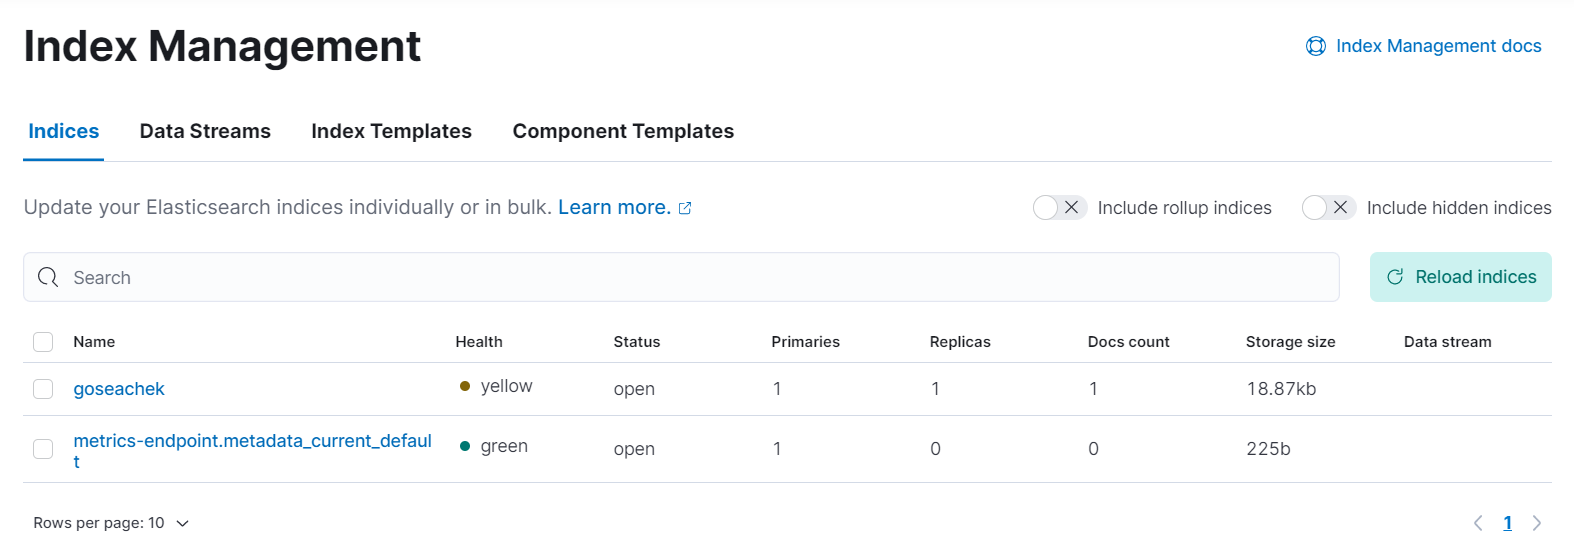 Index Management
Index Management docs
Indices Data Streams Index Templates Component Templates
Update your Elasticsearch indices individually or in bulk. Learn more.
Include rollup indices Include hidden indices
Search
Reload indices
Name Health Status Primaries Replicas Docs count Storage size Data stream
goseachek yellow open 1 1 1 18.87kb
metrics-endpoint.metadata_current_defaul green open 1 0 0 225b
t
Rows per page: 10
1